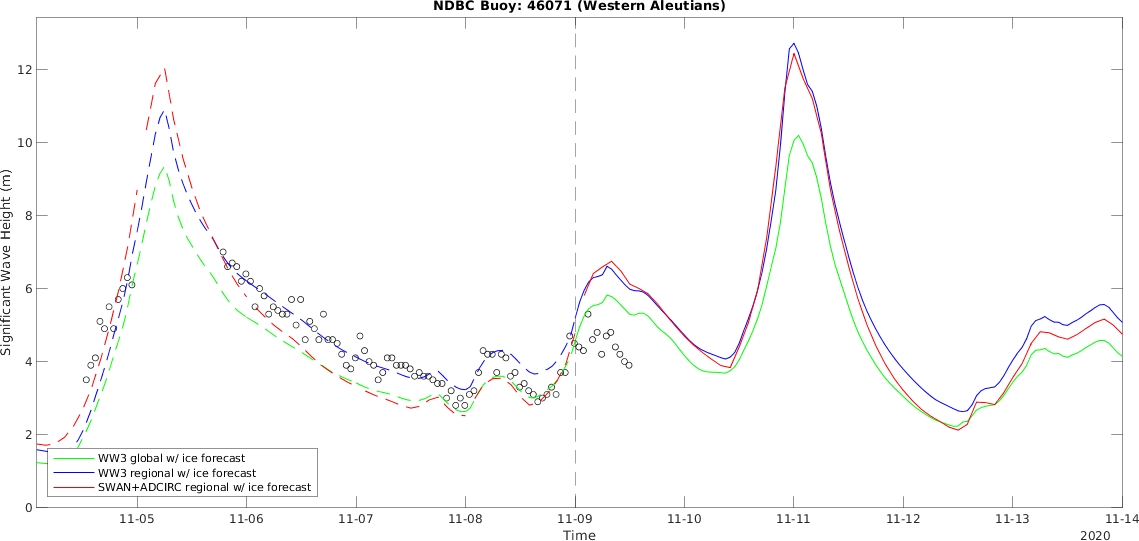 NDBC Buoy: 46071 (Western Aleutians)
Significant Wave Height (m)
12
10
8
6
4
2
0
WW3 global w/ ice forecast
WW3 regional w/ ice forecast
SWAN+ADCIRC regional w/ ice forecast
11-05 11-06 11-07 11-08 11-09 11-10 11-11 11-12 11-13 11-14
Time
2020